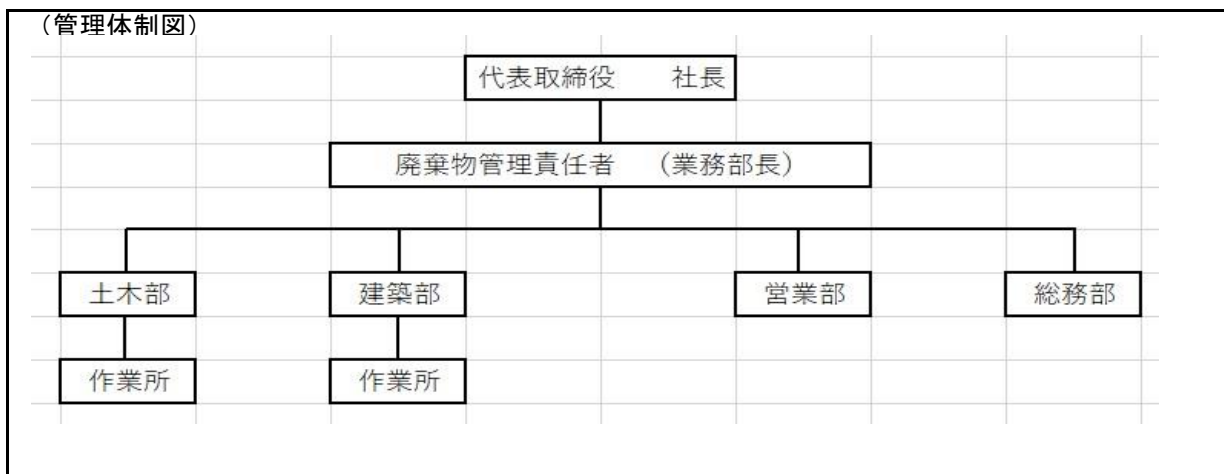 （管理体制図）
代表取締役　　社長
廃棄物管理責任者　（業務部長）
土木部　建築部　営業部　総務部
作業所　作業所